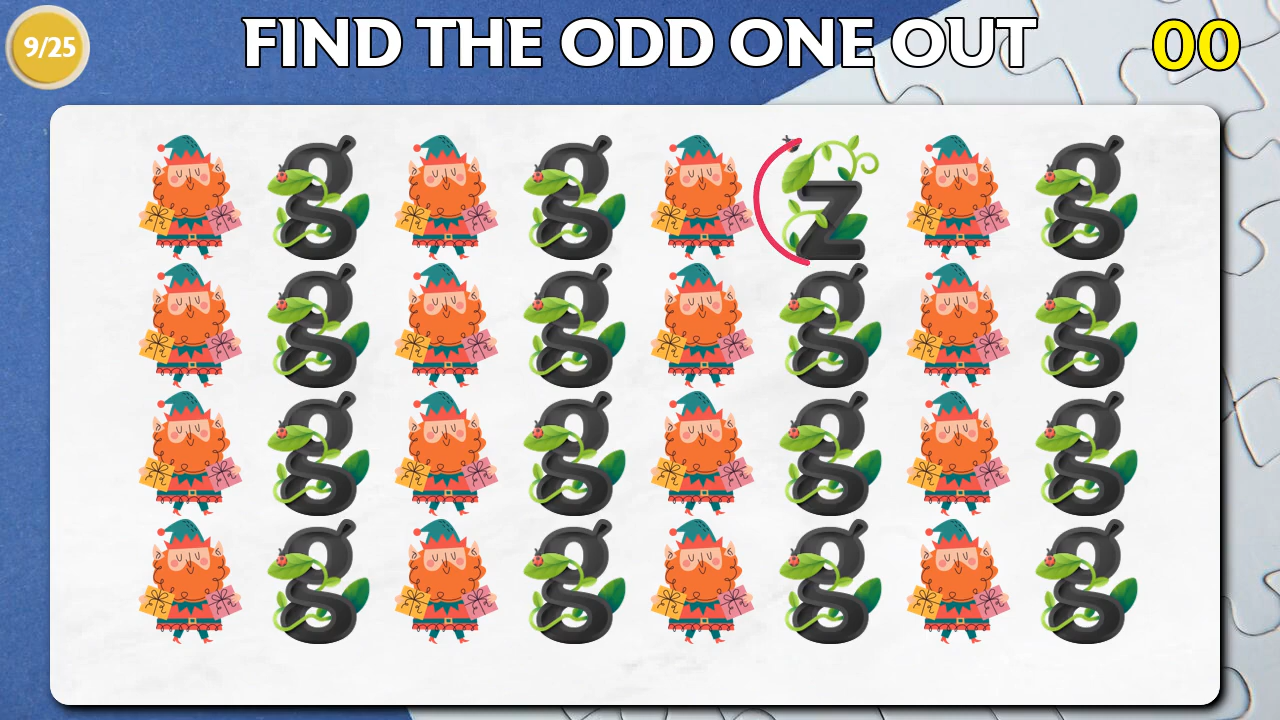 9/25
FIND THE ODD ONE OUT
00
g g z g
g g g g
g g g g
g g g g